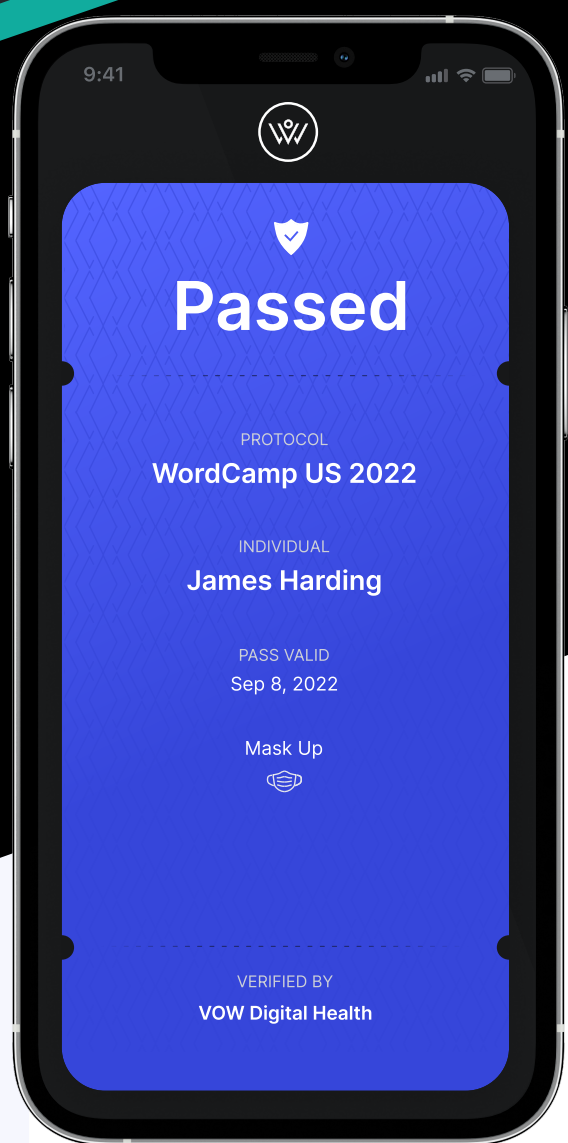 9:41
Passed
PROTOCOL
WordCamp US 2022
INDIVIDUAL
James Harding
PASS VALID
Sep 8, 2022
Mask Up
VERIFIED BY
VOW Digital Health